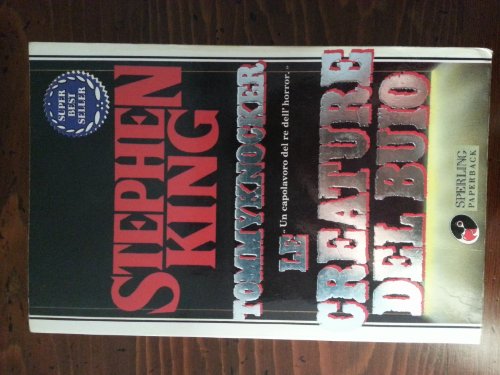 SUPER
BEST
SELLER
STEPHEN
KING
TOMMYKNOCKER
LE
"Un capolavoro del re dell'horror."
CREATURE
DEL BUIO
SPERLING
PAPERBACK